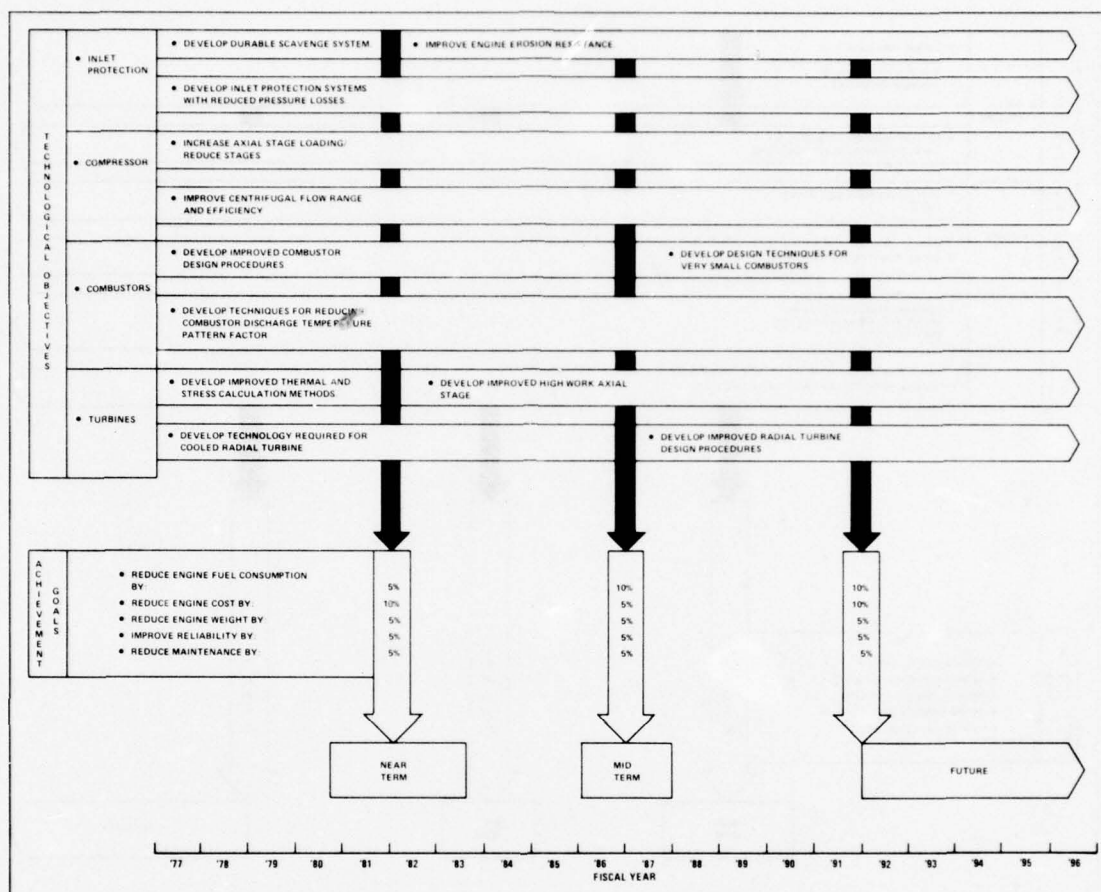 TECHNOLOGICAL OBJECTIVES
• INLET
PROTECTION
• DEVELOP DURABLE SCAVENGE SYSTEM.
• IMPROVE ENGINE EROSION RESISTANCE.
• DEVELOP INLET PROTECTION SYSTEMS
WITH REDUCED PRESSURE LOSSES.
• COMPRESSOR
• INCREASE AXIAL STAGE LOADING/
REDUCE STAGES
• IMPROVE CENTRIFUGAL FLOW RANGE
AND EFFICIENCY
• COMBUSTORS
• DEVELOP IMPROVED COMBUSTOR
DESIGN PROCEDURES
• DEVELOP DESIGN TECHNIQUES FOR
VERY SMALL COMBUSTORS
• DEVELOP TECHNIQUES FOR REDUCING
COMBUSTOR DISCHARGE TEMPERATURE
PATTERN FACTOR
• TURBINES
• DEVELOP IMPROVED THERMAL AND
STRESS CALCULATION METHODS.
• DEVELOP IMPROVED HIGH WORK AXIAL
STAGE
• DEVELOP TECHNOLOGY REQUIRED FOR
COOLED RADIAL TURBINE
• DEVELOP IMPROVED RADIAL TURBINE
DESIGN PROCEDURES
ACHIEVEMENT
GOALS
• REDUCE ENGINE FUEL CONSUMPTION
BY: 5% 10% 10%
• REDUCE ENGINE COST BY: 10% 5% 10%
• REDUCE ENGINE WEIGHT BY: 5% 5% 5%
• IMPROVE RELIABILITY BY: 5% 5% 5%
• REDUCE MAINTENANCE BY: 5% 5% 5%
NEAR
TERM
MID
TERM
FUTURE
'77 '78 '79 '80 '81 '82 '83 '84 '85 '86 '87 '88 '89 '90 '91 '92 '93 '94 '95 '96
FISCAL YEAR